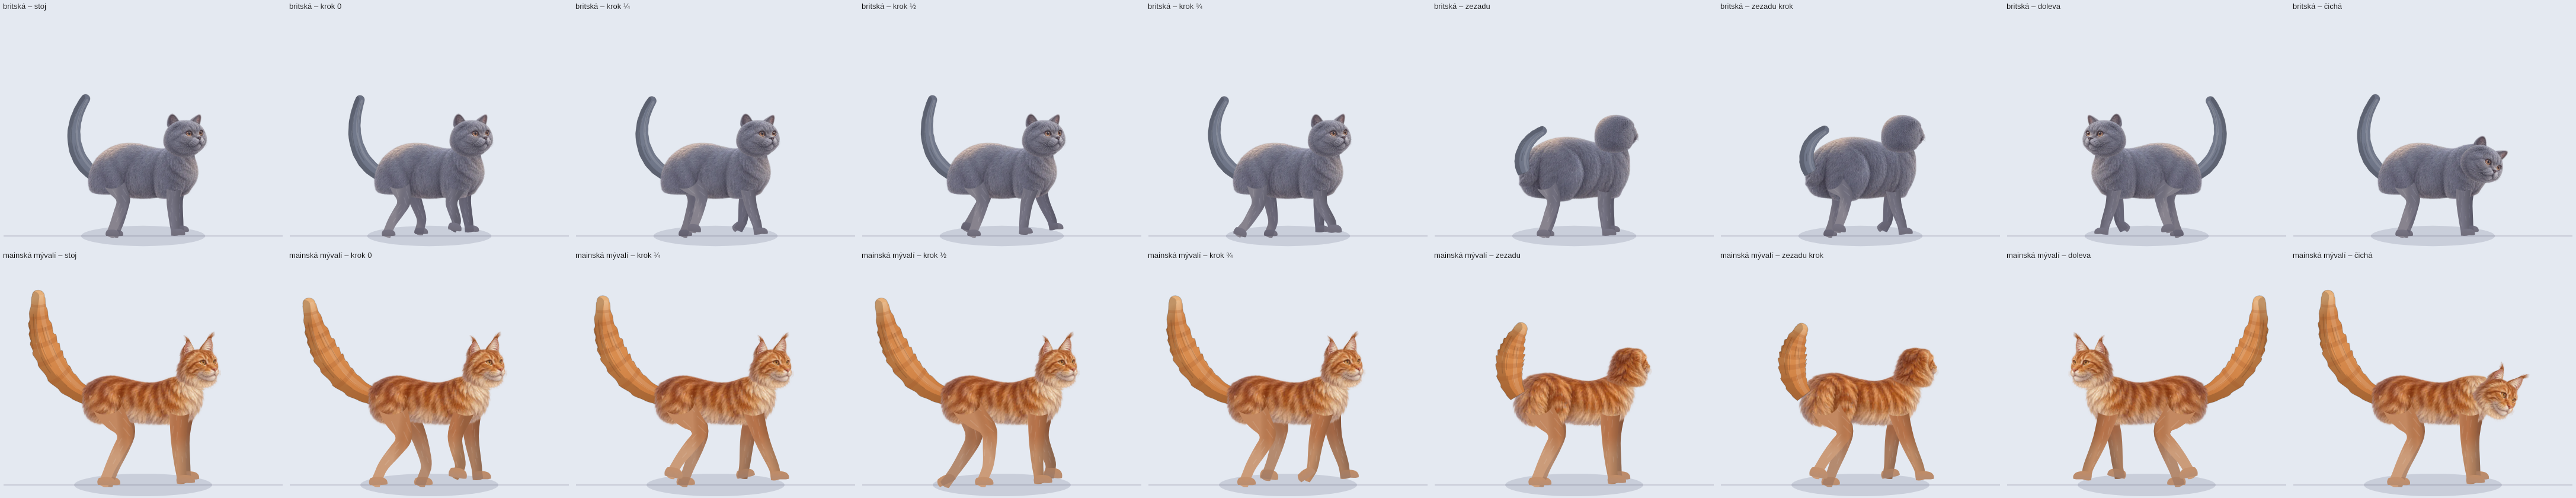 britská – stoj
britská – krok 0
britská – krok ¼
britská – krok ½
britská – krok ¾
britská – zezadu
britská – zezadu krok
britská – doleva
britská – čichá
mainská mývalí – stoj
mainská mývalí – krok 0
mainská mývalí – krok ¼
mainská mývalí – krok ½
mainská mývalí – krok ¾
mainská mývalí – zezadu
mainská mývalí – zezadu krok
mainská mývalí – doleva
mainská mývalí – čichá